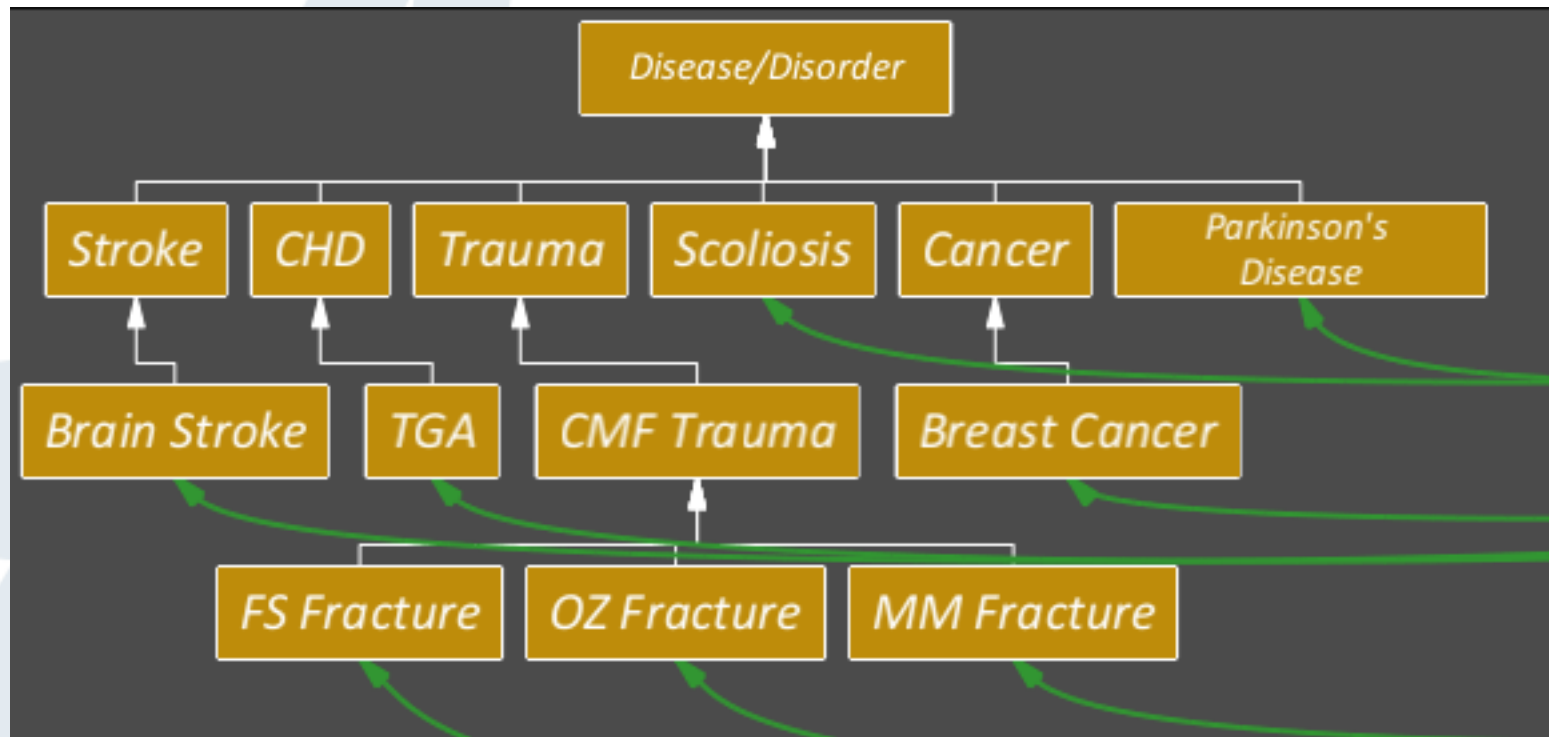 Disease/Disorder
Stroke
CHD
Trauma
Scoliosis
Cancer
Parkinson's
Disease
Brain Stroke
TGA
CMF Trauma
Breast Cancer
FS Fracture
OZ Fracture
MM Fracture